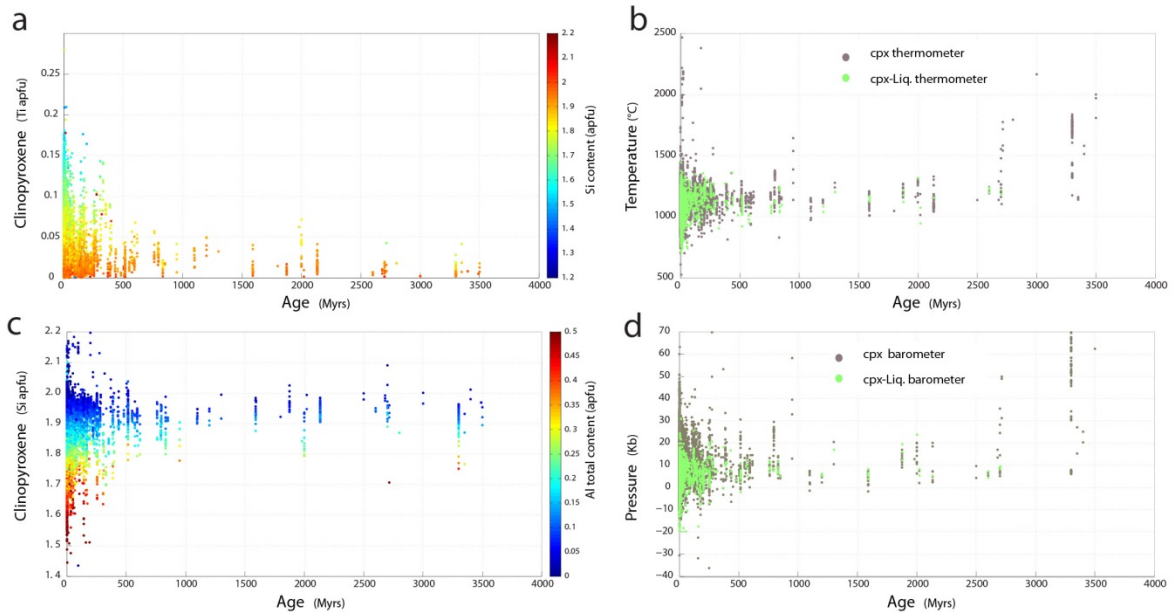 a
Clinopyroxene (Ti apfu)
0.25
0.2
0.15
0.1
0.05
0
0 500 1000 1500 2000 2500 3000 3500 4000
Age (Myrs)
2.2
2.1
2
1.9
1.8
1.7
1.6
1.5
1.4
1.3
1.2
Si content (apfu)
b
Temperature (°C)
2500
2000
1500
1000
500
cpx thermometer
cpx-Liq. thermometer
0 500 1000 1500 2000 2500 3000 3500 4000
Age (Myrs)
c
Clinopyroxene (Si apfu)
2.2
2.1
2.0
1.9
1.8
1.7
1.6
1.5
1.4
0 500 1000 1500 2000 2500 3000 3500 4000
Age (Myrs)
0.5
0.45
0.4
0.35
0.3
0.25
0.2
0.15
0.1
0.05
0
Al total content (apfu)
d
Pressure (Kb)
70
60
50
40
30
20
10
0
−10
−20
−30
−40
cpx barometer
cpx-Liq. barometer
0 500 1000 1500 2000 2500 3000 3500 4000
Age (Myrs)